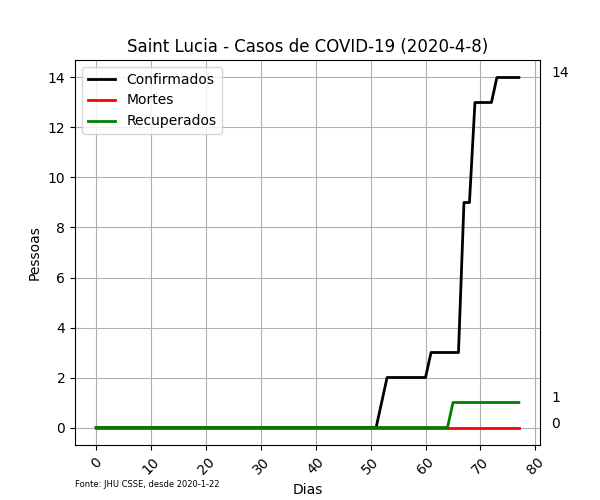 Saint Lucia - Casos de COVID-19 (2020-4-8)
Confirmados
Mortes
Recuperados
Pessoas
14
12
10
8
6
4
2
0
14
1
0
0
10
20
30
40
50
60
70
80
Dias
Fonte: JHU CSSE, desde 2020-1-22